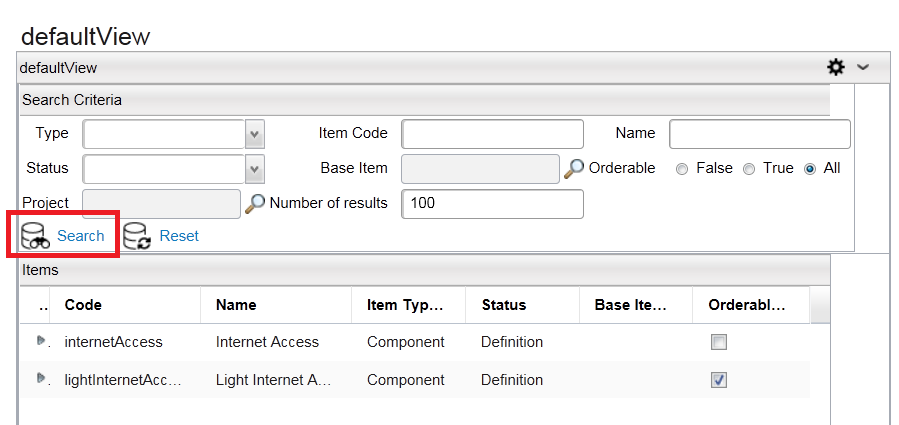 defaultView
defaultView
Search Criteria
Type Item Code Name
Status Base Item Orderable False True All
Project Number of results 100
Search Reset
Items
.. Code Name Item Typ... Status Base Ite... Orderabl...
. internetAccess Internet Access Component Definition
. lightInternetAcc... Light Internet A... Component Definition